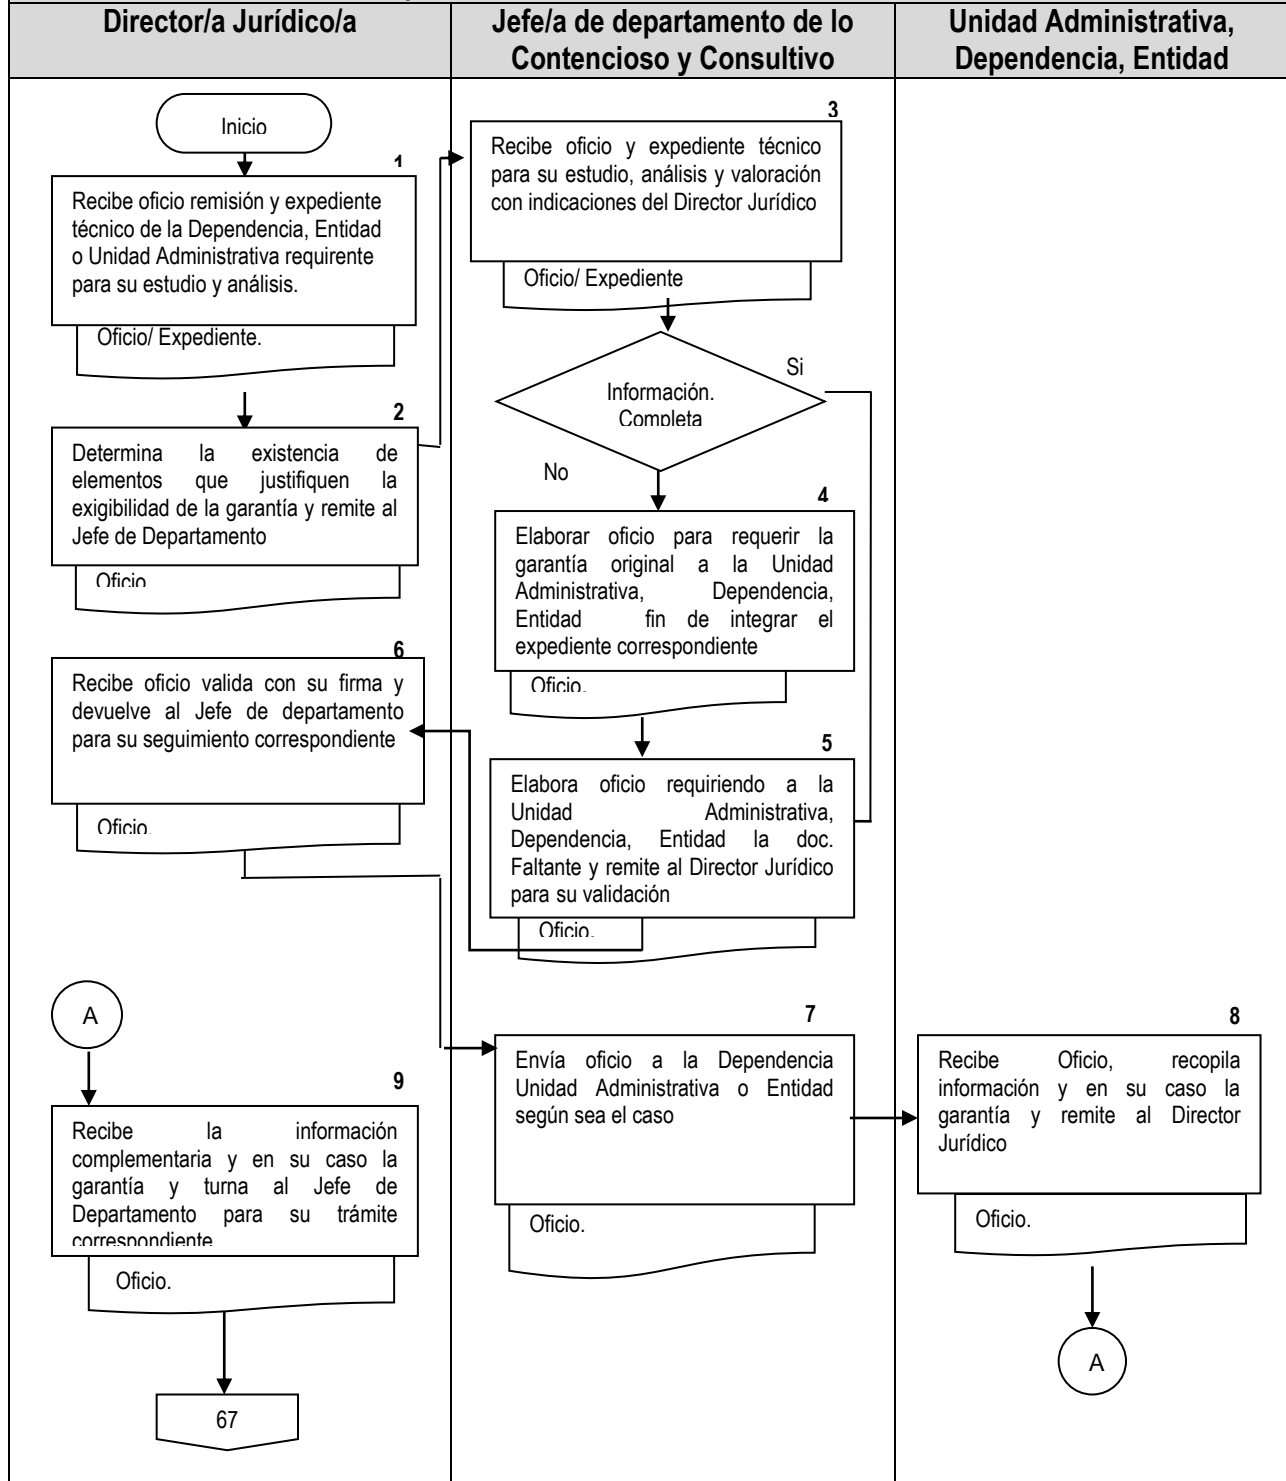 Director/a Jurídico/a
Jefe/a de departamento de lo
Contencioso y Consultivo
Unidad Administrativa,
Dependencia, Entidad
Inicio
1
Recibe oficio remisión y expediente
técnico de la Dependencia, Entidad
o Unidad Administrativa requirente
para su estudio y análisis.
Oficio/ Expediente.
2
Determina la existencia de
elementos que justifiquen la
exigibilidad de la garantía y remite al
Jefe de Departamento
Oficio
3
Recibe oficio y expediente técnico
para su estudio, análisis y valoración
con indicaciones del Director Jurídico
Oficio/ Expediente
Información.
Completa
Si
No
4
Elaborar oficio para requerir la
garantía original a la Unidad
Administrativa, Dependencia,
Entidad fin de integrar el
expediente correspondiente
Oficio.
5
Elabora oficio requiriendo a la
Unidad Administrativa,
Dependencia, Entidad la doc.
Faltante y remite al Director Jurídico
para su validación
Oficio.
6
Recibe oficio valida con su firma y
devuelve al Jefe de departamento
para su seguimiento correspondiente
Oficio.
7
Envía oficio a la Dependencia
Unidad Administrativa o Entidad
según sea el caso
Oficio.
8
Recibe Oficio, recopila
información y en su caso la
garantía y remite al Director
Jurídico
Oficio.
A
A
9
Recibe la información
complementaria y en su caso la
garantía y turna al Jefe de
Departamento para su trámite
correspondiente
Oficio.
67